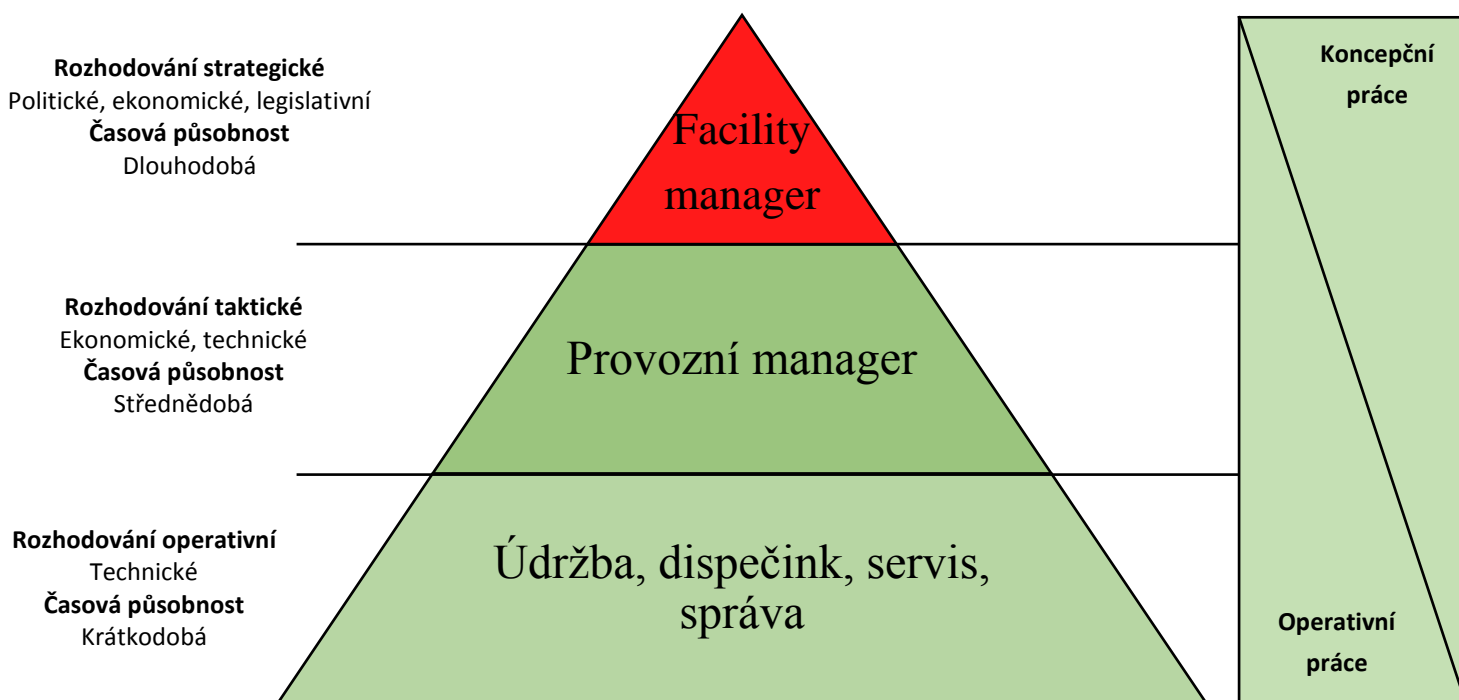 Rozhodování strategické
Politické, ekonomické, legislativní
Časová působnost
Dlouhodobá
Facility
manager
Koncepční
práce
Rozhodování taktické
Ekonomické, technické
Časová působnost
Střednědobá
Provozní manager
Rozhodování operativní
Technické
Časová působnost
Krátkodobá
Údržba, dispečink, servis,
správa
Operativní
práce